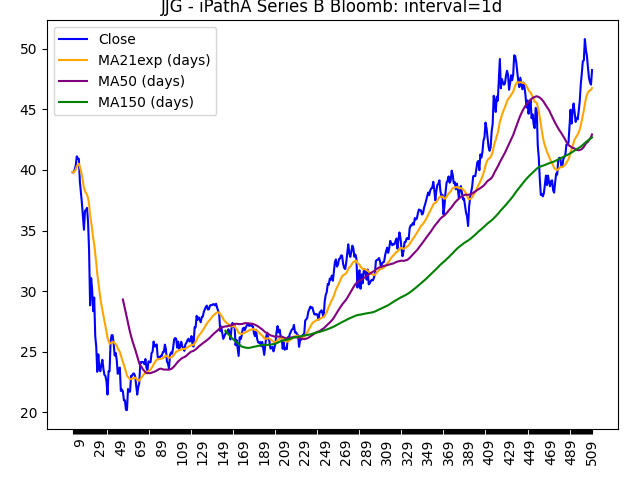 JJG - iPathA Series B Bloomb: interval=1d
Close
MA21exp (days)
MA50 (days)
MA150 (days)
50
45
40
35
30
25
20
9 29 49 69 89 109 129 149 169 189 209 229 249 269 289 309 329 349 369 389 409 429 449 469 489 509